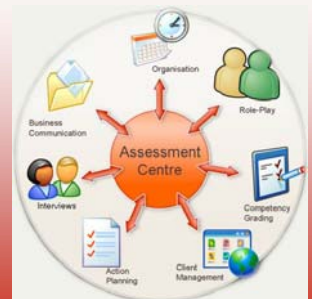 Organisation
Role-Play
Business
Communication
Assessment
Centre
Interviews
Competency
Grading
Action
Planning
Client
Management